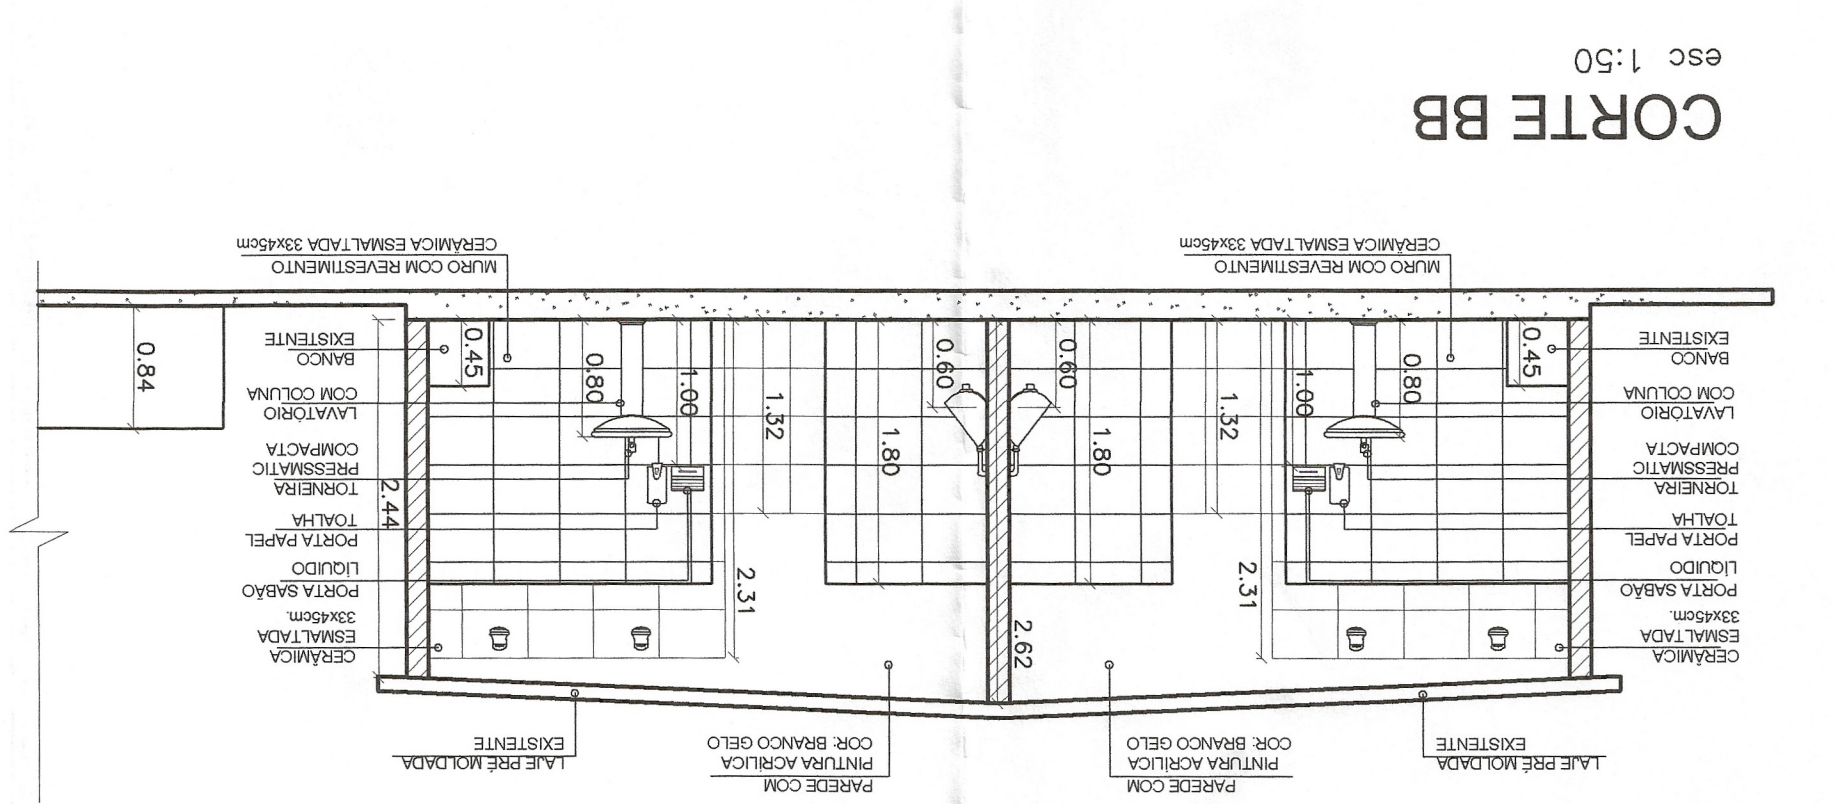 LAJE PRÉ MOLDADA
EXISTENTE
PAREDE COM
PINTURA ACRÍLICA
COR: BRANCO GELO
PAREDE COM
PINTURA ACRÍLICA
COR: BRANCO GELO
LAJE PRÉ MOLDADA
EXISTENTE
CERÂMICA
ESMALTADA
33x45cm.
PORTA SABÃO
LÍQUIDO
PORTA PAPEL
TOALHA
TORNEIRA
PRESSMATIC
COMPACTA
LAVATÓRIO
COM COLUNA
BANCO
EXISTENTE
0.45
0.80
1.00
2.31
1.32
1.80
0.60
2.62
0.60
1.80
1.32
2.31
1.00
0.80
0.45
2.44
CERÂMICA
ESMALTADA
33x45cm.
PORTA SABÃO
LÍQUIDO
PORTA PAPEL
TOALHA
TORNEIRA
PRESSMATIC
COMPACTA
LAVATÓRIO
COM COLUNA
BANCO
EXISTENTE
0.84
MURO COM REVESTIMENTO
CERÂMICA ESMALTADA 33x45cm
MURO COM REVESTIMENTO
CERÂMICA ESMALTADA 33x45cm
CORTE BB
esc 1:50